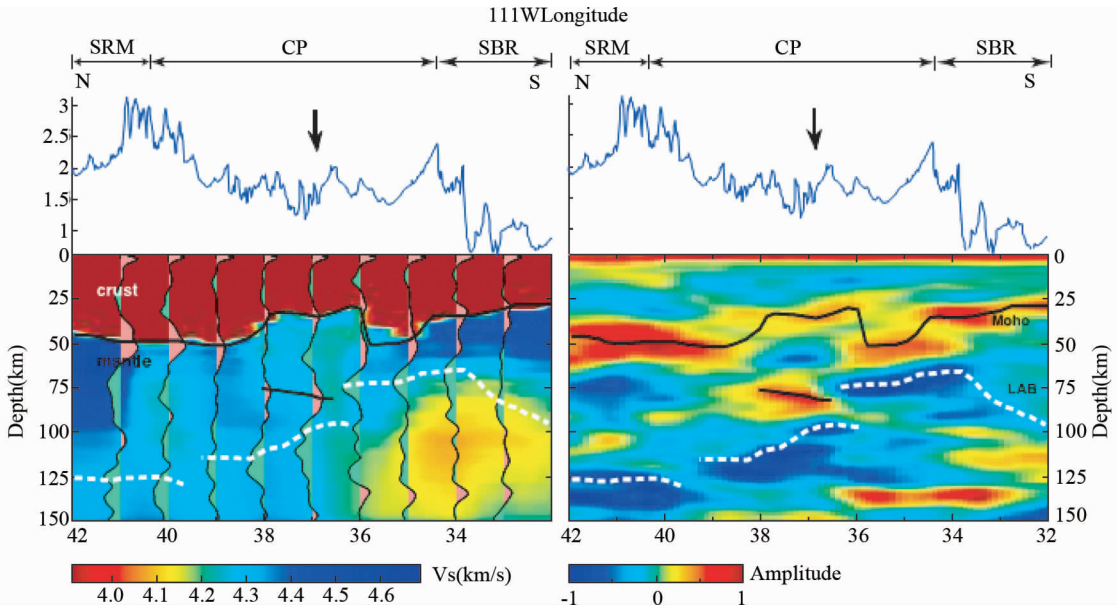 111WLongitude
SRM CP SBR SRM CP SBR
N S N S
3
2.5
2
1.5
1
0 0
crust
25 25
Moho
50 50
mantle
75 LAB 75
100 100
125 125
150 150
Depth(km) Depth(km)
42 40 38 36 34 42 40 38 36 34 32
Vs(km/s) Amplitude
4.0 4.1 4.2 4.3 4.4 4.5 4.6 -1 0 1